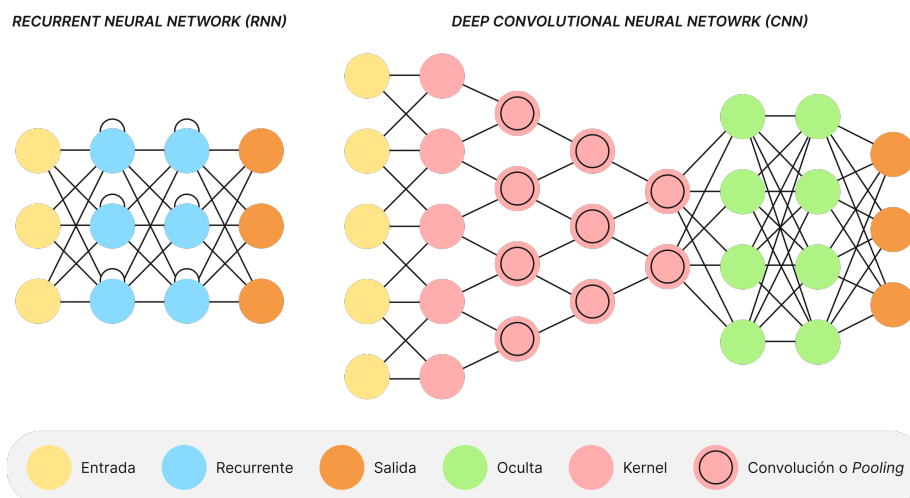 RECURRENT NEURAL NETWORK (RNN)
DEEP CONVOLUTIONAL NEURAL NETOWRK (CNN)
Entrada
Recurrente
Salida
Oculta
Kernel
Convolución o Pooling